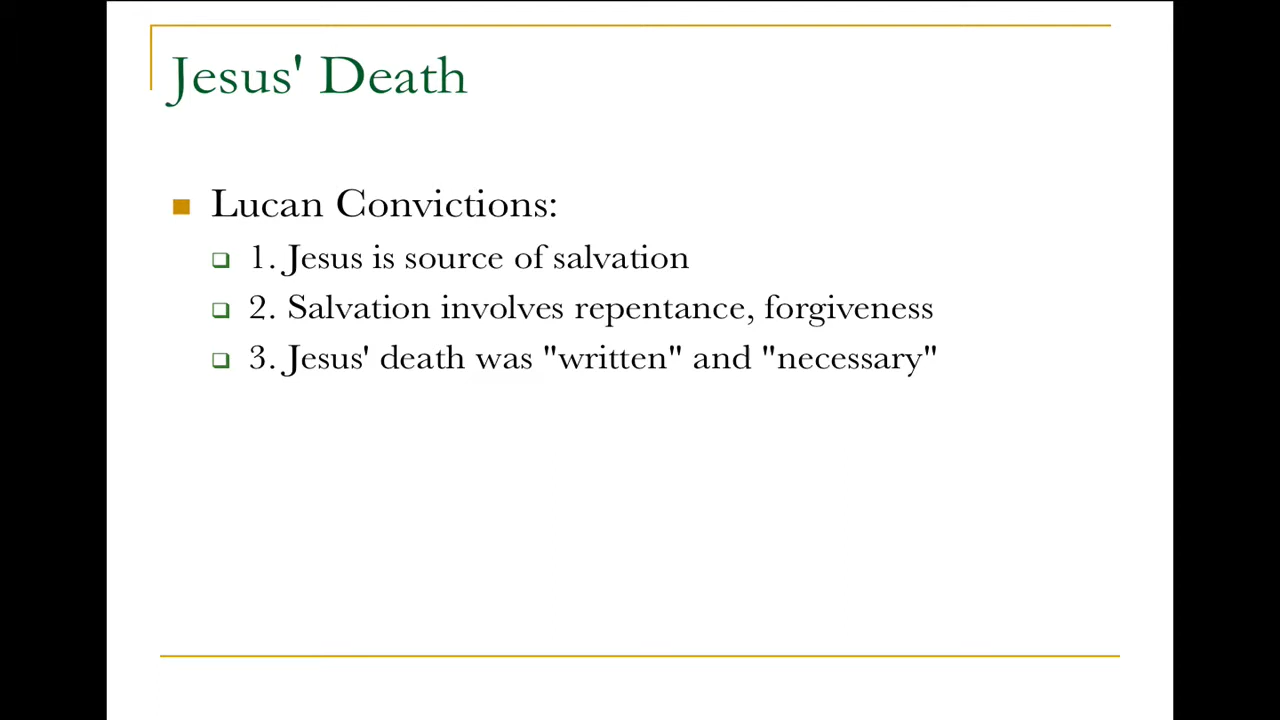 Jesus' Death
Lucan Convictions:
1. Jesus is source of salvation
2. Salvation involves repentance, forgiveness
3. Jesus' death was "written" and "necessary"